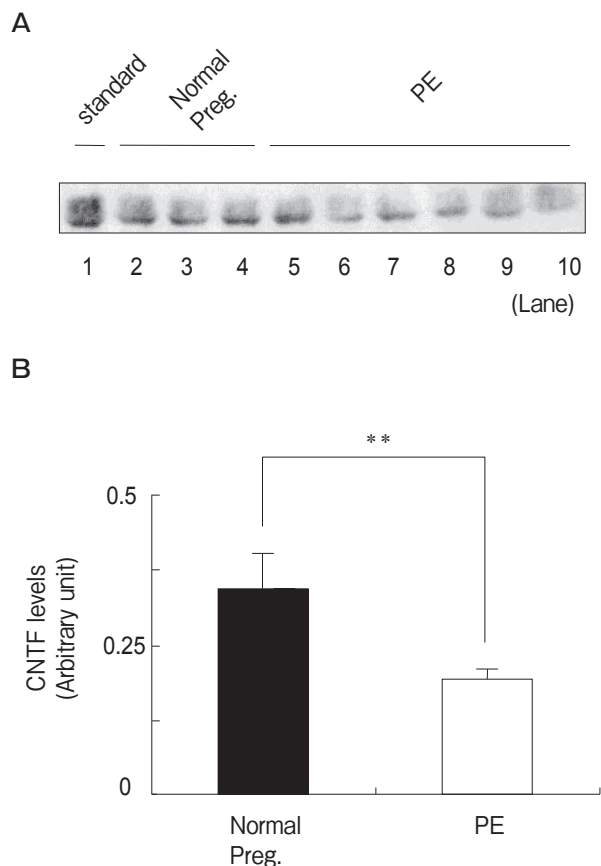 A
standard
Normal
Preg.
PE
1 2 3 4 5 6 7 8 9 10
(Lane)
B
**
0.5
0.25
0
CNTF levels
(Arbitrary unit)
Normal
Preg.
PE